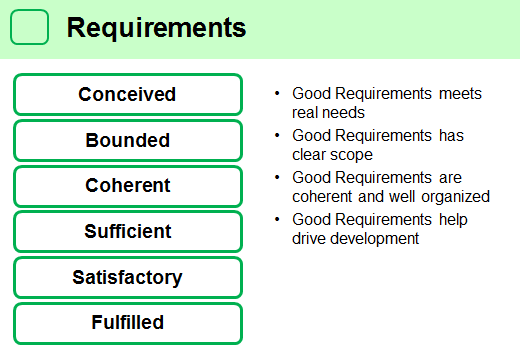 Requirements
Conceived
Bounded
Coherent
Sufficient
Satisfactory
Fulfilled
• Good Requirements meets
real needs
• Good Requirements has
clear scope
• Good Requirements are
coherent and well organized
• Good Requirements help
drive development